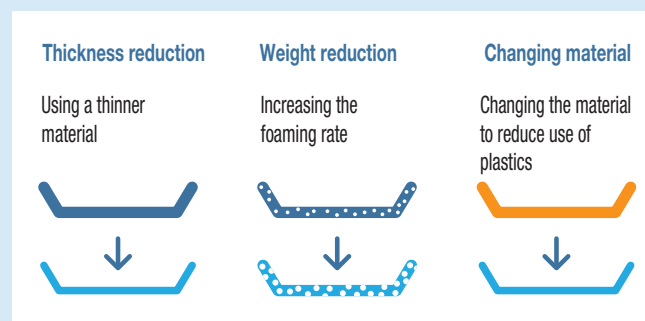 Thickness reduction
Using a thinner
material
Weight reduction
Increasing the
foaming rate
Changing material
Changing the material
to reduce use of
plastics